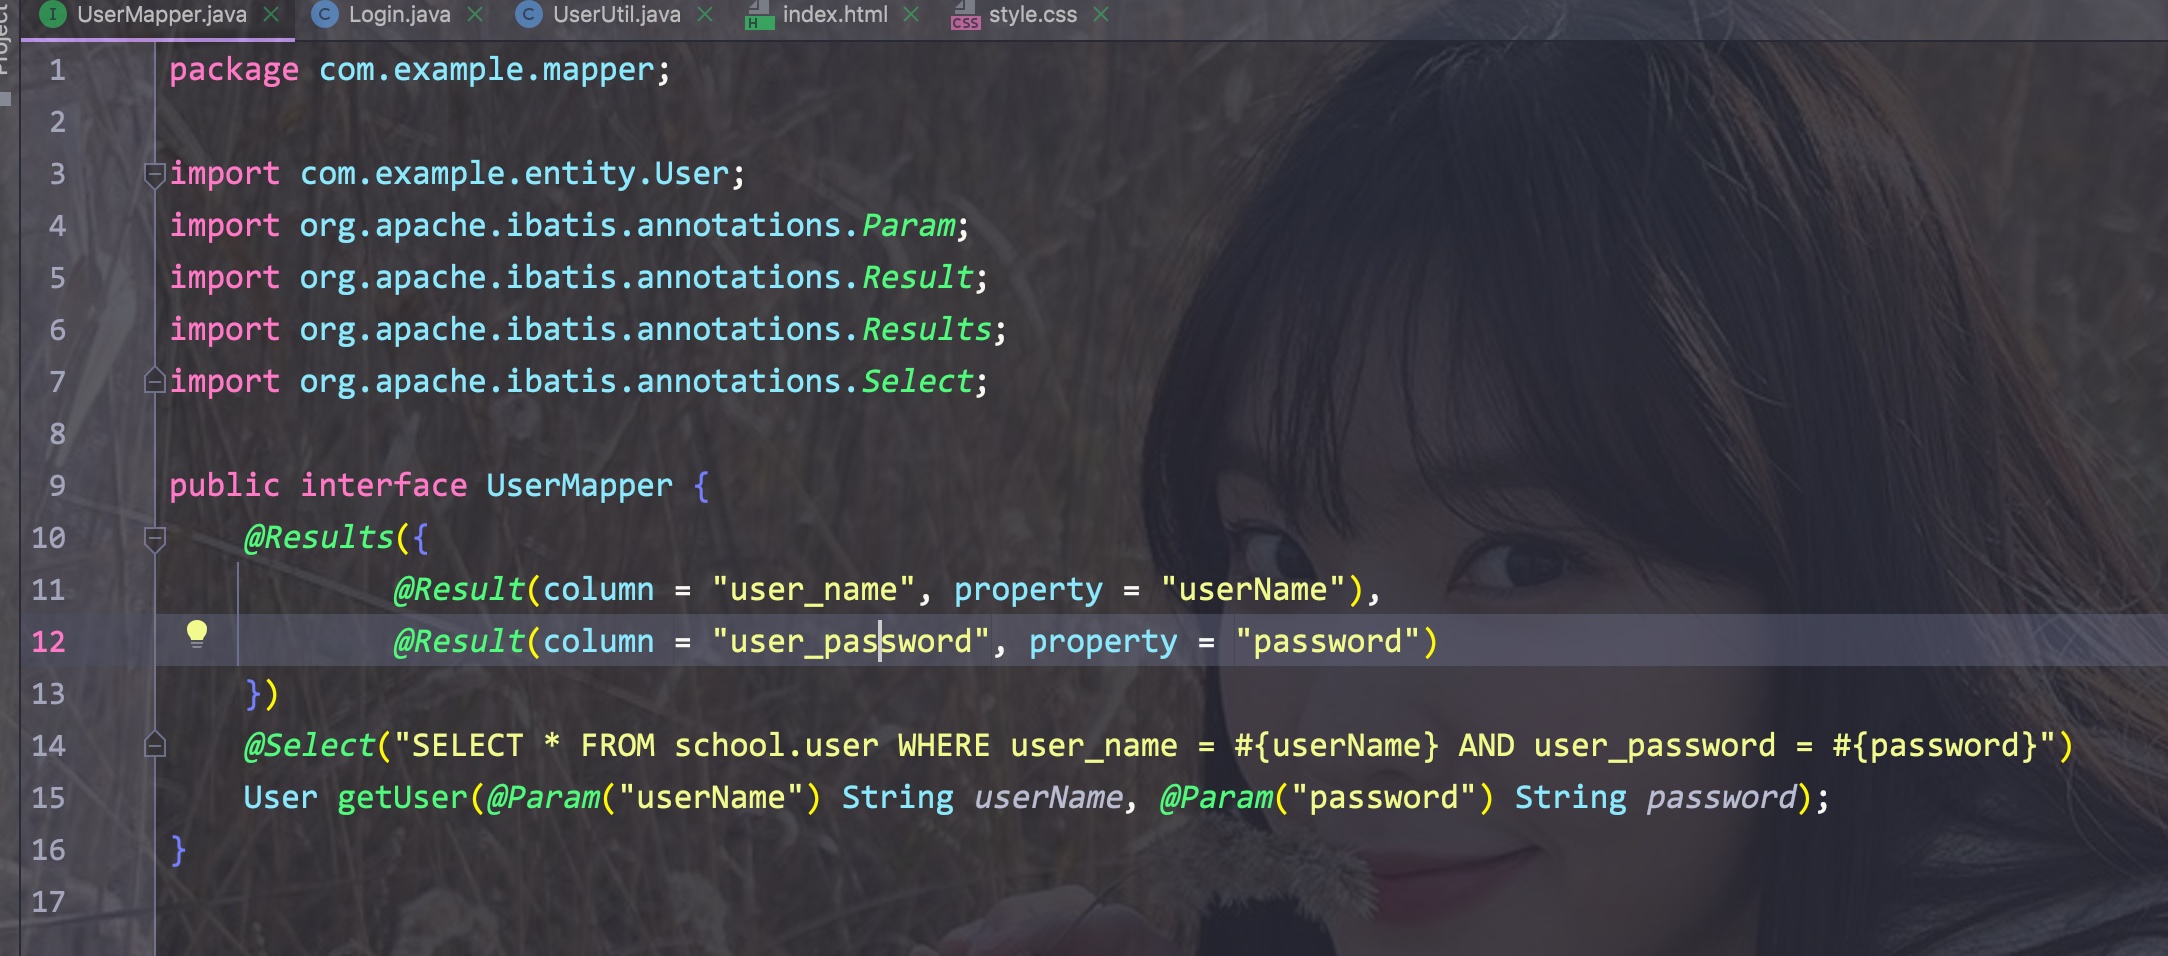 UserMapper.java Login.java UserUtil.java index.html style.css
Project
1 package com.example.mapper;
2
3 import com.example.entity.User;
4 import org.apache.ibatis.annotations.Param;
5 import org.apache.ibatis.annotations.Result;
6 import org.apache.ibatis.annotations.Results;
7 import org.apache.ibatis.annotations.Select;
8
9 public interface UserMapper {
10 @Results({
11 @Result(column = "user_name", property = "userName"),
12 @Result(column = "user_password", property = "password")
13 })
14 @Select("SELECT * FROM school.user WHERE user_name = #{userName} AND user_password = #{password}")
15 User getUser(@Param("userName") String userName, @Param("password") String password);
16 }
17